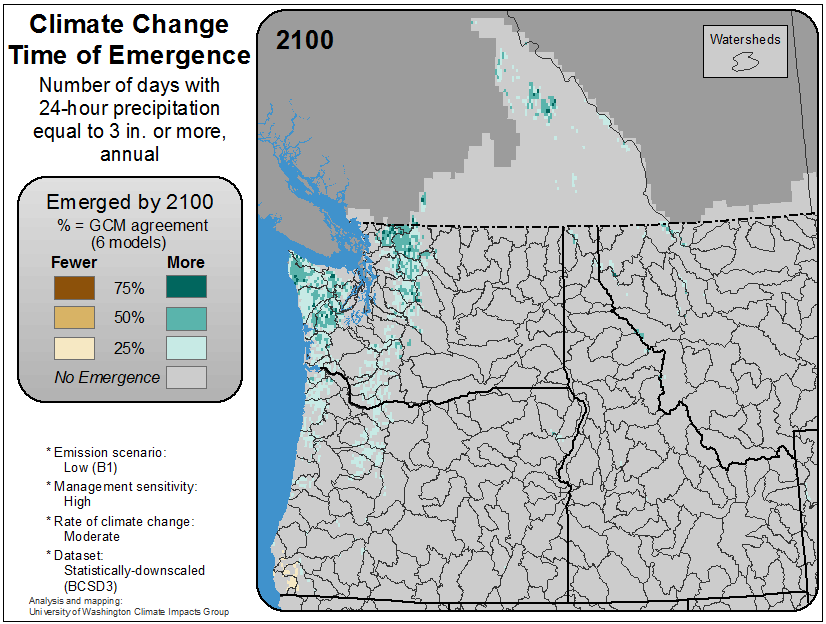 Climate Change
Time of Emergence
Number of days with
24-hour precipitation
equal to 3 in. or more,
annual
Emerged by 2100
% = GCM agreement
(6 models)
Fewer More
75%
50%
25%
No Emergence
* Emission scenario:
Low (B1)
* Management sensitivity:
High
* Rate of climate change:
Moderate
* Dataset:
Statistically-downscaled
(BCSD3)
Analysis and mapping:
University of Washington Climate Impacts Group
2100
Watersheds